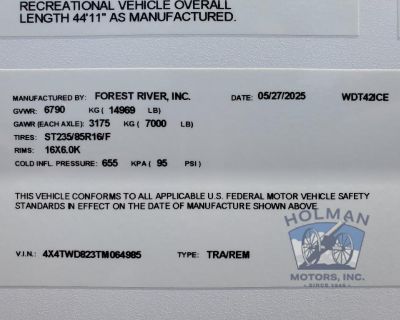 RECREATIONAL VEHICLE OVERALL
LENGTH 44'11" AS MANUFACTURED.
MANUFACTURED BY: FOREST RIVER, INC. DATE: 05/27/2025 WDT42ICE
GVWR: 6790 KG ( 14969 LB)
GAWR (EACH AXLE): 3175 KG ( 7000 LB)
TIRES: ST235/85R16/F
RIMS: 16X6.0K
COLD INFL. PRESSURE: 655 KPA ( 95 PSI)
THIS VEHICLE CONFORMS TO ALL APPLICABLE U.S. FEDERAL MOTOR VEHICLE SAFETY
STANDARDS IN EFFECT ON THE DATE OF MANUFACTURE SHOWN ABOVE.
V.I.N.: 4X4TWD823TM064985 TYPE: TRA/REM
HOLMAN
MOTORS, INC.
SINCE 1948